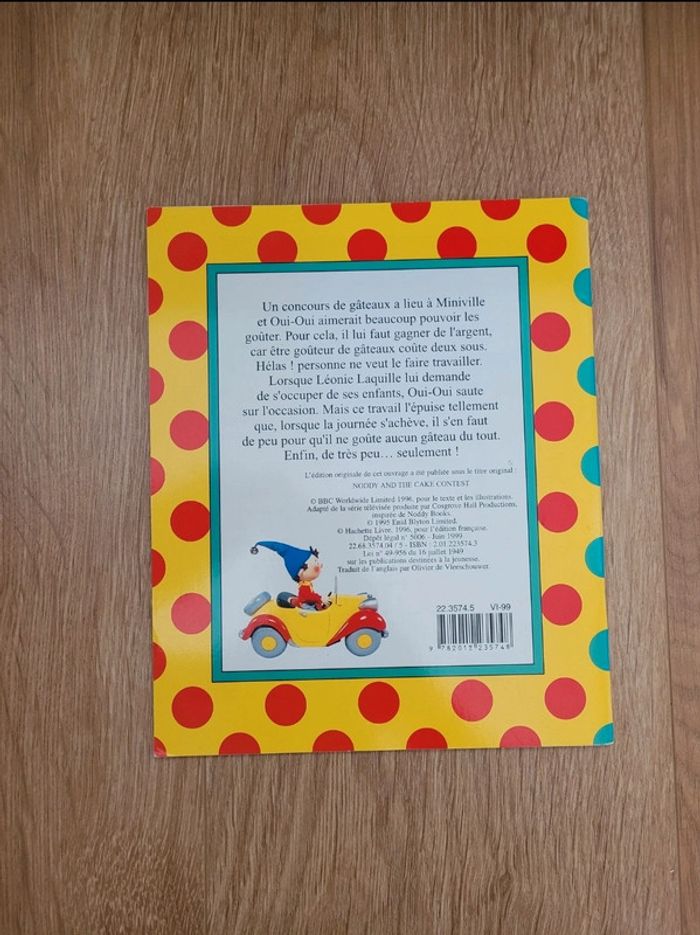 Un concours de gâteaux a lieu à Miniville
et Oui-Oui aimerait beaucoup pouvoir les
goûter. Pour cela, il lui faut gagner de l'argent,
car être goûteur de gâteaux coûte deux sous.
Hélas ! personne ne veut le faire travailler.
Lorsque Léonie Laquille lui demande
de s'occuper de ses enfants, Oui-Oui saute
sur l'occasion. Mais ce travail l'épuise tellement
que, lorsque la journée s'achève, il s'en faut
de peu pour qu'il ne goûte aucun gâteau du tout.
Enfin, de très peu... seulement !
L'édition originale de cet ouvrage a été publiée sous le titre original :
NODDY AND THE CAKE CONTEST
© BBC Worldwide Limited 1996, pour le texte et les illustrations.
Adapté de la série télévisée produite par Cosgrove Hall Productions,
inspirée de Noddy Books.
© 1995 Enid Blyton Limited.
© Hachette Livre, 1996, pour l'édition française.
Dépôt légal n° 5006 - Juin 1999
22.68.3574.04 / 5 - ISBN : 2.01.223574.3
Loi n° 49-956 du 16 juillet 1949
sur les publications destinées à la jeunesse.
Traduit de l'anglais par Olivier de Vleeschouwer.
22.3574.5 VI-99
9 782012 235748